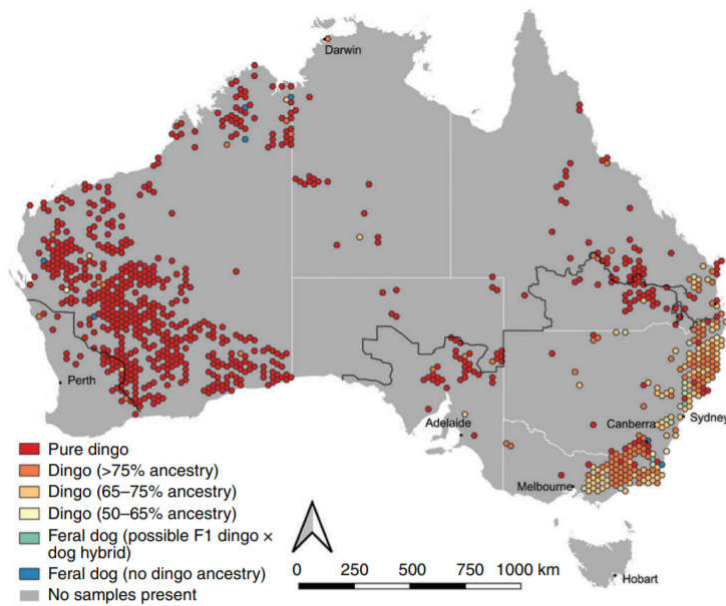 Darwin
Perth
Adelaide
Canberra
Sydney
Melbourne
Hobart
Pure dingo
Dingo (>75% ancestry)
Dingo (65–75% ancestry)
Dingo (50–65% ancestry)
Feral dog (possible F1 dingo ×
dog hybrid)
Feral dog (no dingo ancestry)
No samples present
0 250 500 750 1000 km